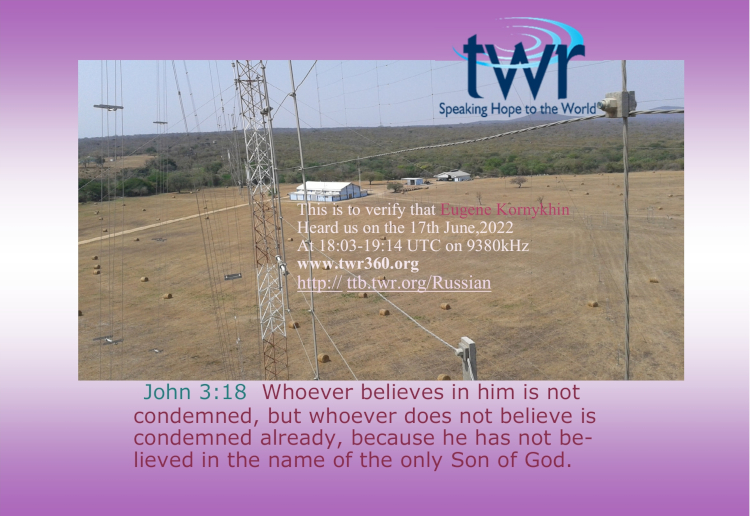 twr
Speaking Hope to the World®
This is to verify that Eugene Kornykhin
Heard us on the 17th June,2022
At 18:03-19:14 UTC on 9380kHz
www.twr360.org
http:// ttb.twr.org/Russian
John 3:18 Whoever believes in him is not
condemned, but whoever does not believe is
condemned already, because he has not be-
lieved in the name of the only Son of God.